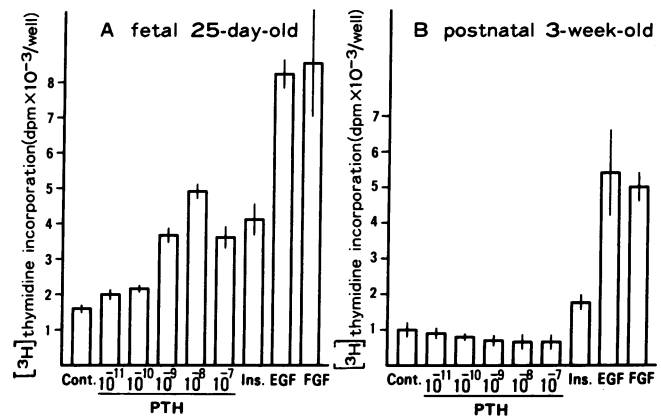 A fetal 25-day-old
[³H]thymidine incorporation(dpm×10⁻³/well)
8
7
6
5
4
3
2
1
Cont. 10⁻¹¹ 10⁻¹⁰ 10⁻⁹ 10⁻⁸ 10⁻⁷ Ins. EGF FGF
PTH
B postnatal 3-week-old
[³H]thymidine incorporation(dpm×10⁻³/well)
7
6
5
4
3
2
1
Cont. 10⁻¹¹ 10⁻¹⁰ 10⁻⁹ 10⁻⁸ 10⁻⁷ Ins. EGF FGF
PTH